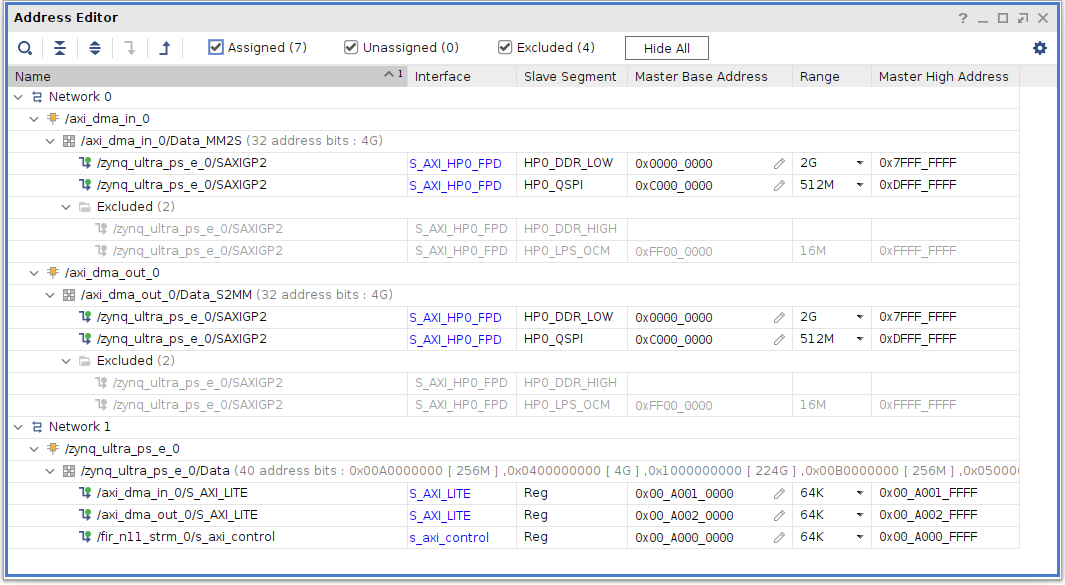 Address Editor
Assigned (7) Unassigned (0) Excluded (4) Hide All
Name 1 Interface Slave Segment Master Base Address Range Master High Address
Network 0
/axi_dma_in_0
/axi_dma_in_0/Data_MM2S (32 address bits : 4G)
/zynq_ultra_ps_e_0/SAXIGP2 S_AXI_HP0_FPD HP0_DDR_LOW 0x0000_0000 2G 0x7FFF_FFFF
/zynq_ultra_ps_e_0/SAXIGP2 S_AXI_HP0_FPD HP0_QSPI 0xC000_0000 512M 0xDFFF_FFFF
Excluded (2)
/zynq_ultra_ps_e_0/SAXIGP2 S_AXI_HP0_FPD HP0_DDR_HIGH
/zynq_ultra_ps_e_0/SAXIGP2 S_AXI_HP0_FPD HP0_LPS_OCM 0xFF00_0000 16M 0xFFFF_FFFF
/axi_dma_out_0
/axi_dma_out_0/Data_S2MM (32 address bits : 4G)
/zynq_ultra_ps_e_0/SAXIGP2 S_AXI_HP0_FPD HP0_DDR_LOW 0x0000_0000 2G 0x7FFF_FFFF
/zynq_ultra_ps_e_0/SAXIGP2 S_AXI_HP0_FPD HP0_QSPI 0xC000_0000 512M 0xDFFF_FFFF
Excluded (2)
/zynq_ultra_ps_e_0/SAXIGP2 S_AXI_HP0_FPD HP0_DDR_HIGH
/zynq_ultra_ps_e_0/SAXIGP2 S_AXI_HP0_FPD HP0_LPS_OCM 0xFF00_0000 16M 0xFFFF_FFFF
Network 1
/zynq_ultra_ps_e_0
/zynq_ultra_ps_e_0/Data (40 address bits : 0x00A0000000 [ 256M ] ,0x0400000000 [ 4G ] ,0x1000000000 [ 224G ] ,0x00B0000000 [ 256M ] ,0x05000
/axi_dma_in_0/S_AXI_LITE S_AXI_LITE Reg 0x00_A001_0000 64K 0x00_A001_FFFF
/axi_dma_out_0/S_AXI_LITE S_AXI_LITE Reg 0x00_A002_0000 64K 0x00_A002_FFFF
/fir_n11_strm_0/s_axi_control s_axi_control Reg 0x00_A000_0000 64K 0x00_A000_FFFF